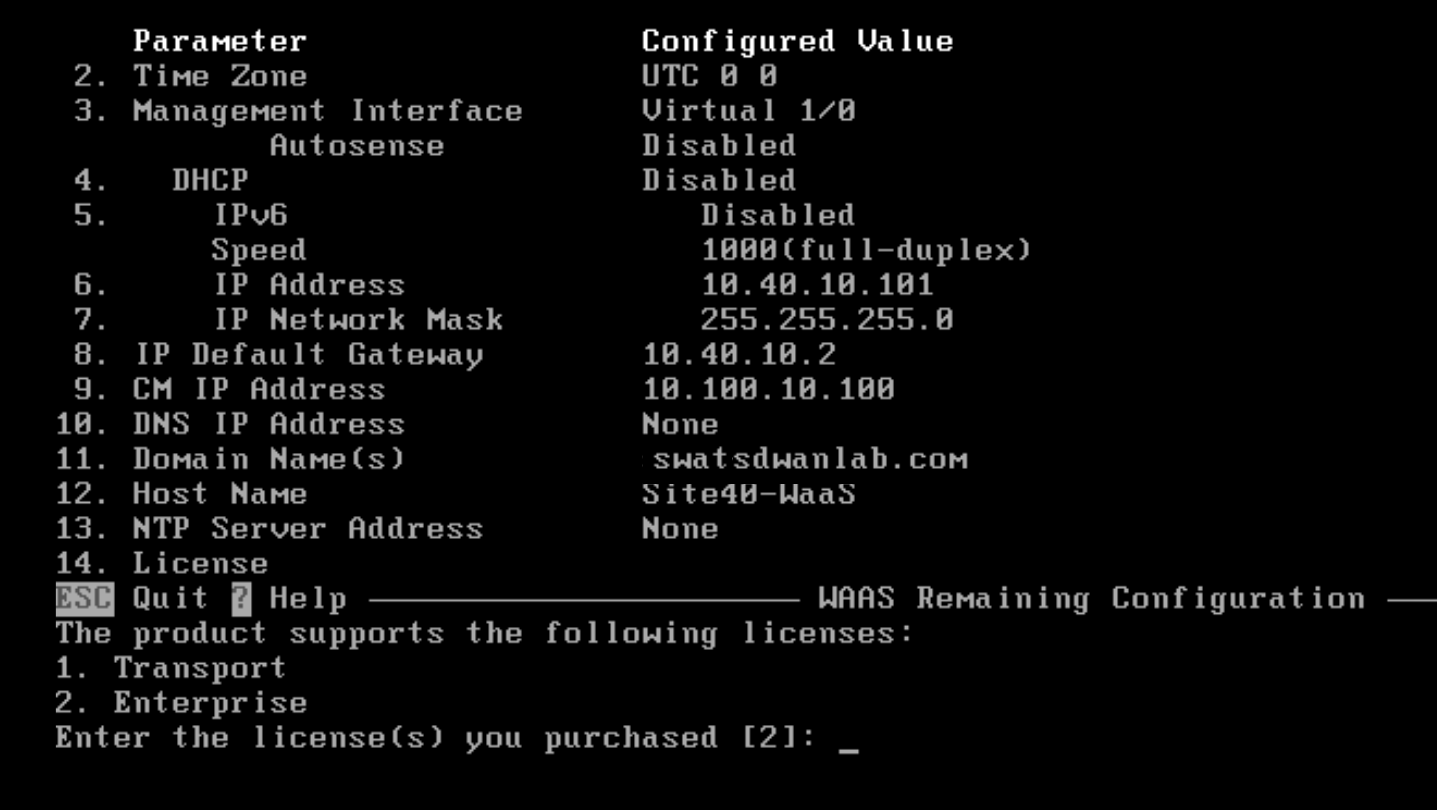 Parameter Configured Value
2. Time Zone UTC 0 0
3. Management Interface Virtual 1/0
Autosense Disabled
4. DHCP Disabled
5. IPv6 Disabled
Speed 1000(full-duplex)
6. IP Address 10.40.10.101
7. IP Network Mask 255.255.255.0
8. IP Default Gateway 10.40.10.2
9. CM IP Address 10.100.10.100
10. DNS IP Address None
11. Domain Name(s) swatsdwanlab.com
12. Host Name Site40-WaaS
13. NTP Server Address None
14. License
ESC Quit ? Help WAAS Remaining Configuration
The product supports the following licenses:
1. Transport
2. Enterprise
Enter the license(s) you purchased [2]: _